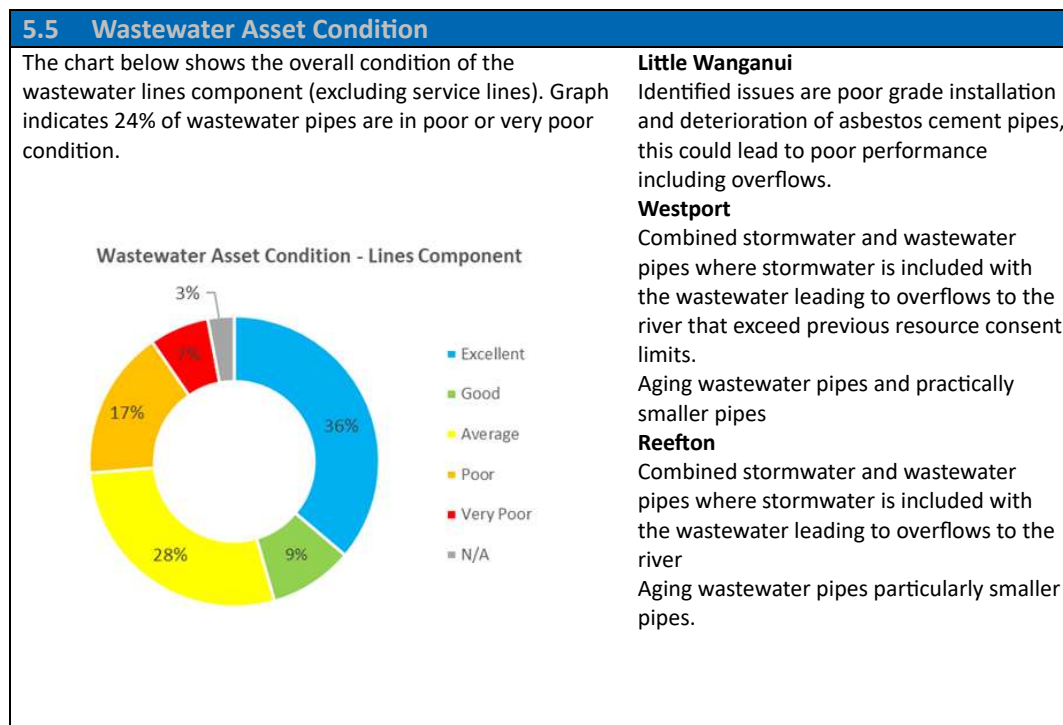 5.5 Wastewater Asset Condition
The chart below shows the overall condition of the
wastewater lines component (excluding service lines). Graph
indicates 24% of wastewater pipes are in poor or very poor
condition.
Wastewater Asset Condition - Lines Component
3%
7%
17%
36%
28%
9%
Excellent
Good
Average
Poor
Very Poor
N/A
Little Wanganui
Identified issues are poor grade installation
and deterioration of asbestos cement pipes,
this could lead to poor performance
including overflows.
Westport
Combined stormwater and wastewater
pipes where stormwater is included with
the wastewater leading to overflows to the
river that exceed previous resource consent
limits.
Aging wastewater pipes and practically
smaller pipes
Reefton
Combined stormwater and wastewater
pipes where stormwater is included with
the wastewater leading to overflows to the
river
Aging wastewater pipes particularly smaller
pipes.